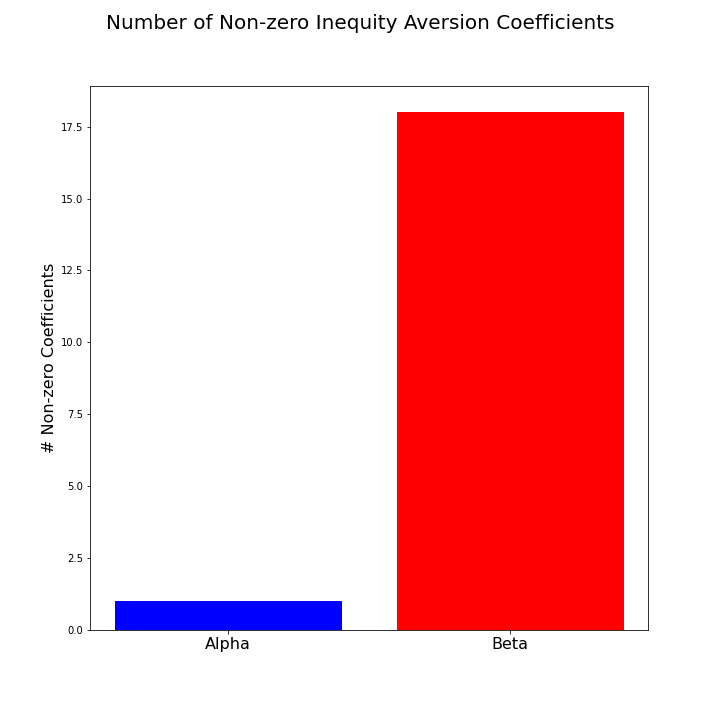 Number of Non-zero Inequity Aversion Coefficients
# Non-zero Coefficients
17.5
15.0
12.5
10.0
7.5
5.0
2.5
0.0
Alpha
Beta